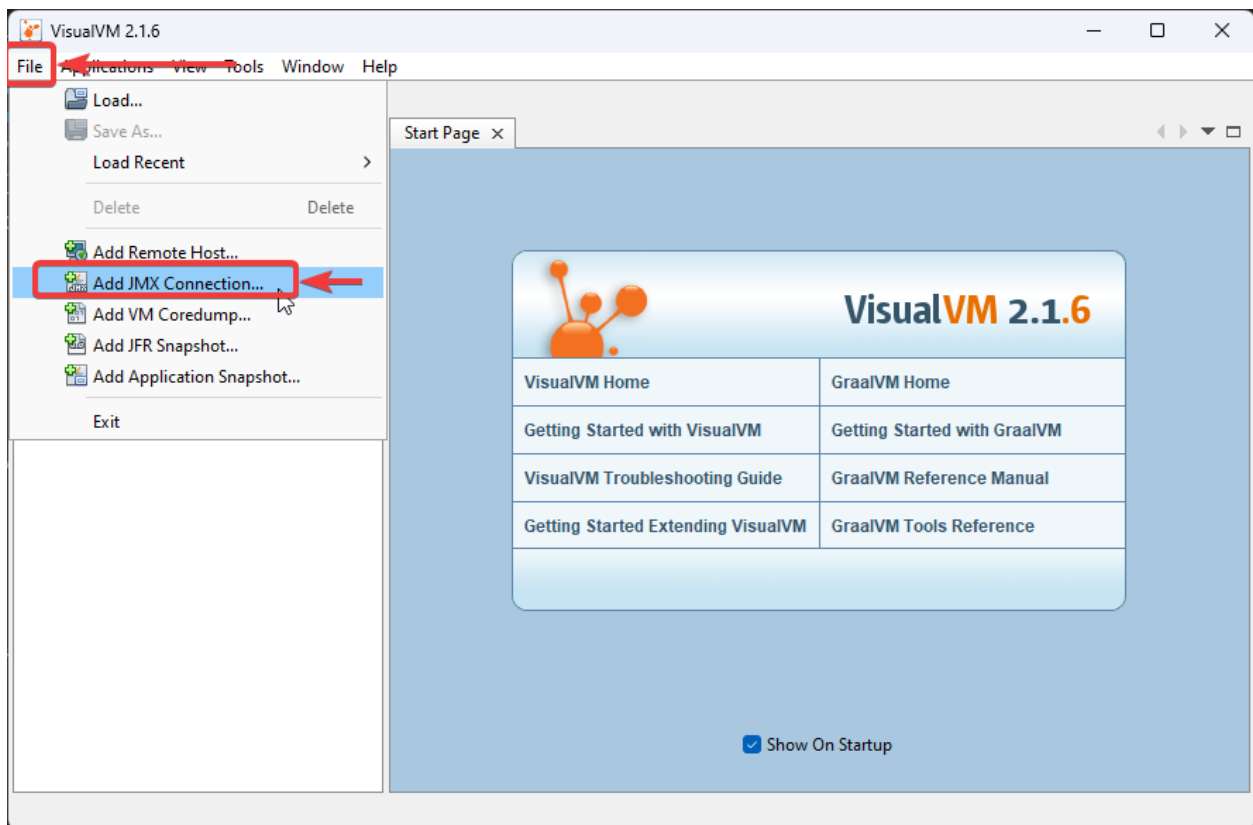 VisualVM 2.1.6
File Applications View Tools Window Help
Load...
Save As...
Load Recent
Delete Delete
Add Remote Host...
Add JMX Connection...
Add VM Coredump...
Add JFR Snapshot...
Add Application Snapshot...
Exit
Start Page
VisualVM 2.1.6
VisualVM Home GraalVM Home
Getting Started with VisualVM Getting Started with GraalVM
VisualVM Troubleshooting Guide GraalVM Reference Manual
Getting Started Extending VisualVM GraalVM Tools Reference
Show On Startup